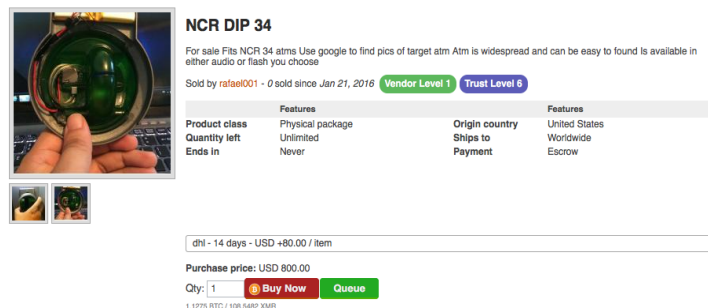 NCR DIP 34
For sale Fits NCR 34 atms Use google to find pics of target atm Atm is widespread and can be easy to found Is available in
either audio or flash you choose
Sold by rafael001 - 0 sold since Jan 21, 2016 Vendor Level 1 Trust Level 6
Features Features
Product class Physical package Origin country United States
Quantity left Unlimited Ships to Worldwide
Ends in Never Payment Escrow
dhl - 14 days - USD +80.00 / item
Purchase price: USD 800.00
Qty: 1 Buy Now Queue
1.1275 BTC / 108.5482 XMR